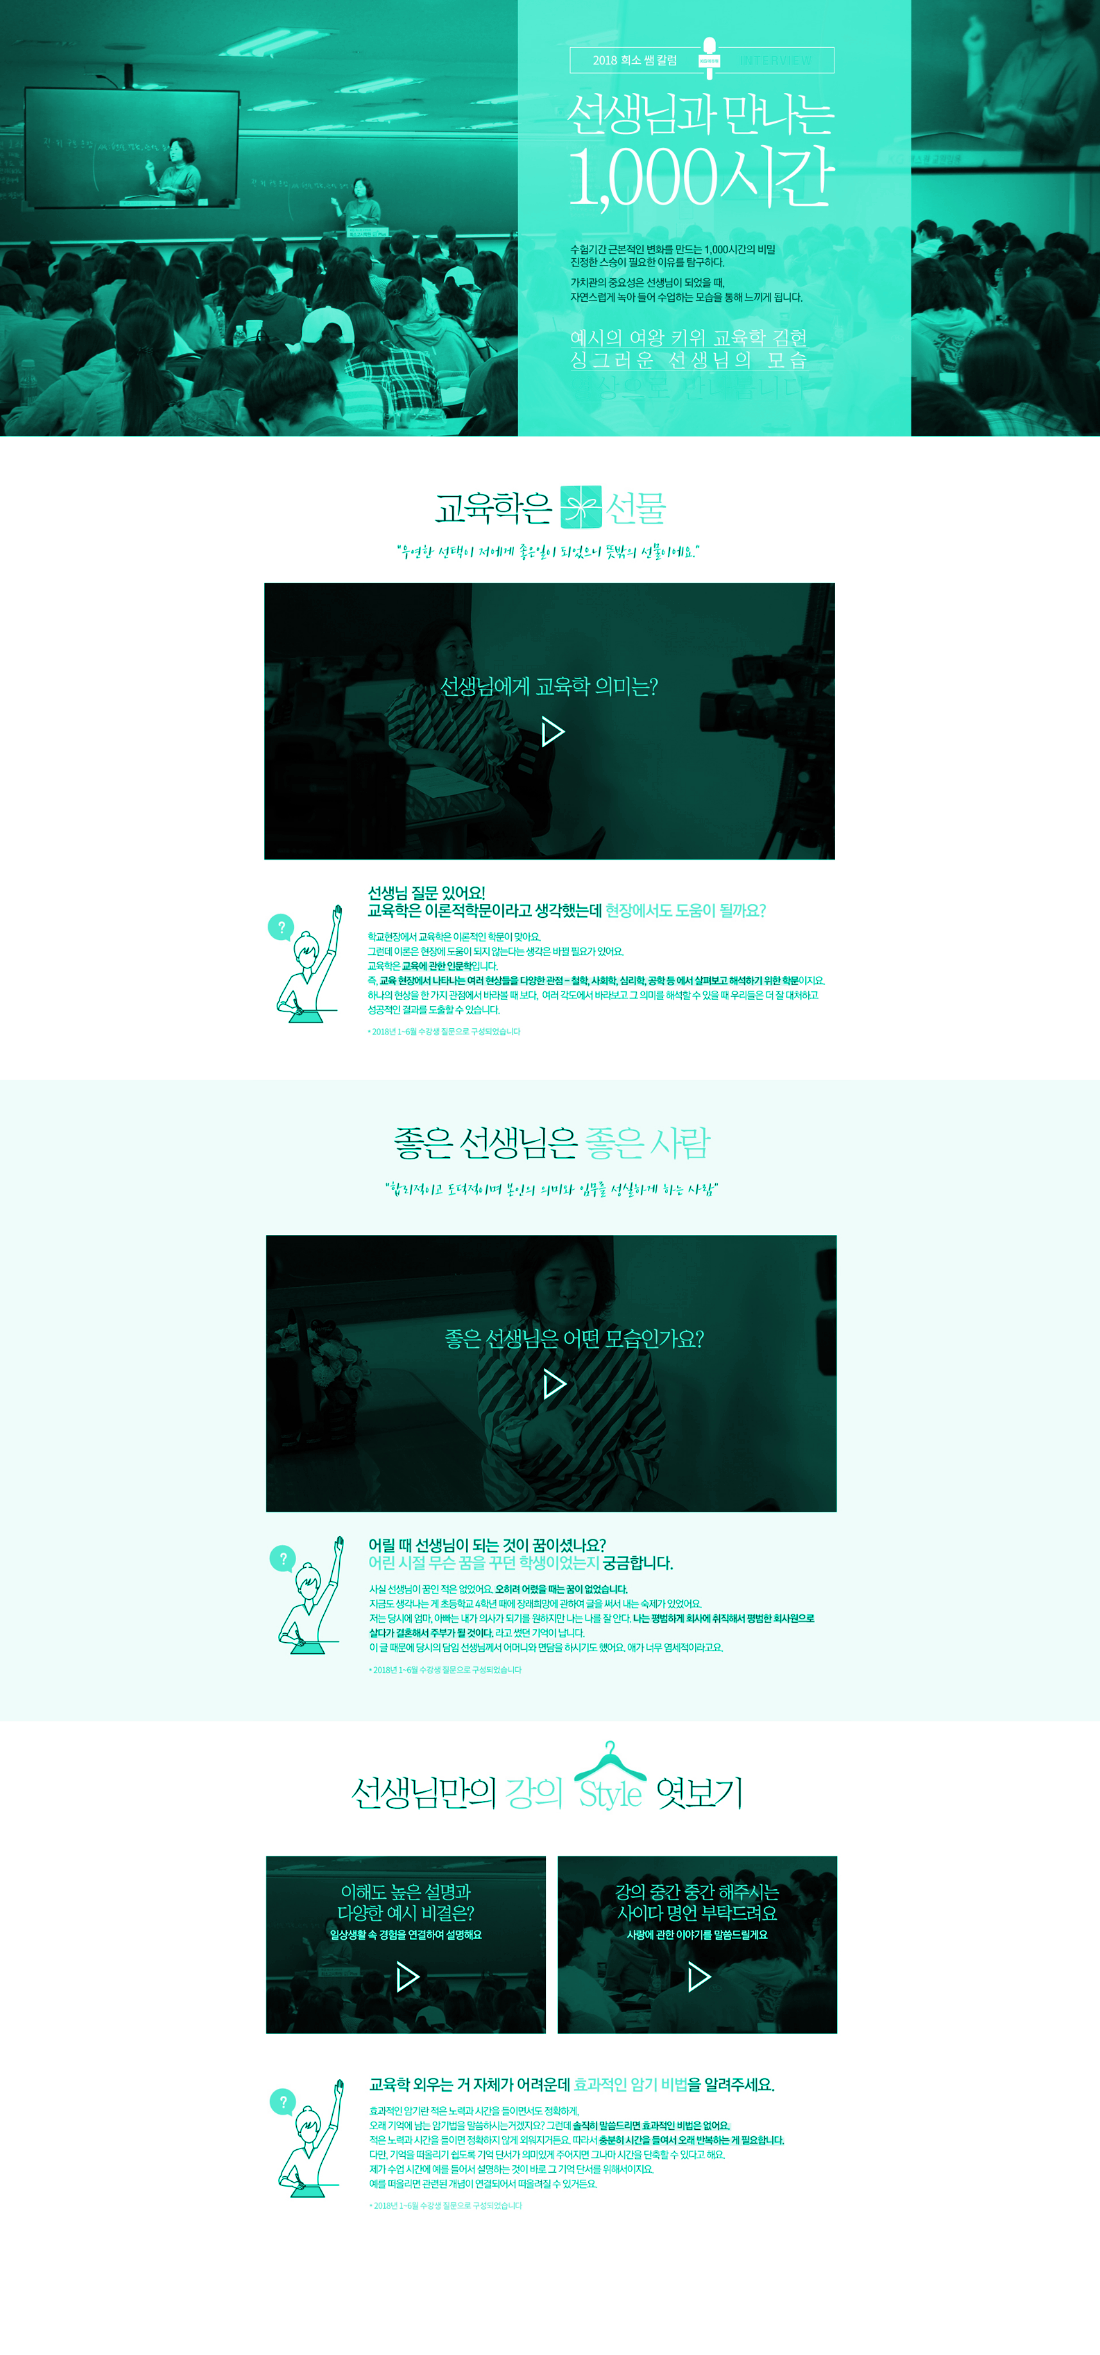 2018 희소 쌤 칼럼
INTERVIEW
선생님과 만나는
1,000시간
수험기간 근본적인 변화를 만드는 1,000시간의 비밀
진정한 스승이 필요한 이유를 탐구하다.
가치관의 중요성은 선생님이 되었을 때,
자연스럽게 녹아 들어 수업하는 모습을 통해 느끼게 됩니다.
예시의 여왕 키위 교육학 김현
싱그러운 선생님의 모습
교육학은 선물
"우연한 선택이 저에게 좋은일이 되었으니 뜻밖의 선물이에요."
선생님에게 교육학 의미는?
선생님 질문 있어요!
교육학은 이론적학문이라고 생각했는데 현장에서도 도움이 될까요?
?
학교현장에서 교육학은 이론적인 학문이 맞아요.
그런데 이론은 현장에 도움이 되지 않는다는 생각은 바뀔 필요가 있어요.
교육학은 교육에 관한 인문학입니다.
즉, 교육 현장에서 나타나는 여러 현상들을 다양한 관점 – 철학, 사회학, 심리학, 공학 등 에서 살펴보고 해석하기 위한 학문이지요.
하나의 현상을 한 가지 관점에서 바라볼 때 보다, 여러 각도에서 바라보고 그 의미를 해석할 수 있을 때 우리들은 더 잘 대처하고
성공적인 결과를 도출할 수 있습니다.
* 2018년 1~6월 수강생 질문으로 구성되었습니다
좋은 선생님은 좋은 사람
"합리적이고 도덕적이며 본인의 의미와 임무를 성실하게 하는 사람"
좋은 선생님은 어떤 모습인가요?
어릴 때 선생님이 되는 것이 꿈이셨나요?
?
어린 시절 무슨 꿈을 꾸던 학생이었는지 궁금합니다.
사실 선생님이 꿈인 적은 없었어요. 오히려 어렸을 때는 꿈이 없었습니다.
지금도 생각나는 게 초등학교 4학년 때에 장래희망에 관하여 글을 써서 내는 숙제가 있었어요.
저는 당시에 엄마, 아빠는 내가 의사가 되기를 원하지만 나는 나를 잘 안다. 나는 평범하게 회사에 취직해서 평범한 회사원으로
살다가 결혼해서 주부가 될 것이다. 라고 썼던 기억이 납니다.
이 글 때문에 당시의 담임 선생님께서 어머니와 면담을 하시기도 했어요. 애가 너무 염세적이라고요.
* 2018년 1~6월 수강생 질문으로 구성되었습니다
선생님만의 강의 Style 엿보기
이해도 높은 설명과
다양한 예시 비결은?
일상생활 속 경험을 연결하여 설명해요
강의 중간 중간 해주시는
사이다 명언 부탁드려요
사랑에 관한 이야기를 말씀드릴게요
교육학 외우는 거 자체가 어려운데 효과적인 암기 비법을 알려주세요.
?
효과적인 암기란 적은 노력과 시간을 들이면서도 정확하게,
오래 기억에 남는 암기법을 말씀하시는거겠지요? 그런데 솔직히 말씀드리면 효과적인 비법은 없어요.
적은 노력과 시간을 들이면 정확하지 않게 외워지거든요. 따라서 충분히 시간을 들여서 오래 반복하는 게 필요합니다.
다만, 기억을 떠올리기 쉽도록 기억 단서가 의미있게 주어지면 그나마 시간을 단축할 수 있다고 해요.
제가 수업 시간에 예를 들어서 설명하는 것이 바로 그 기억 단서를 위해서이지요.
예를 떠올리면 관련된 개념이 연결되어서 떠올려질 수 있거든요.
* 2018년 1~6월 수강생 질문으로 구성되었습니다